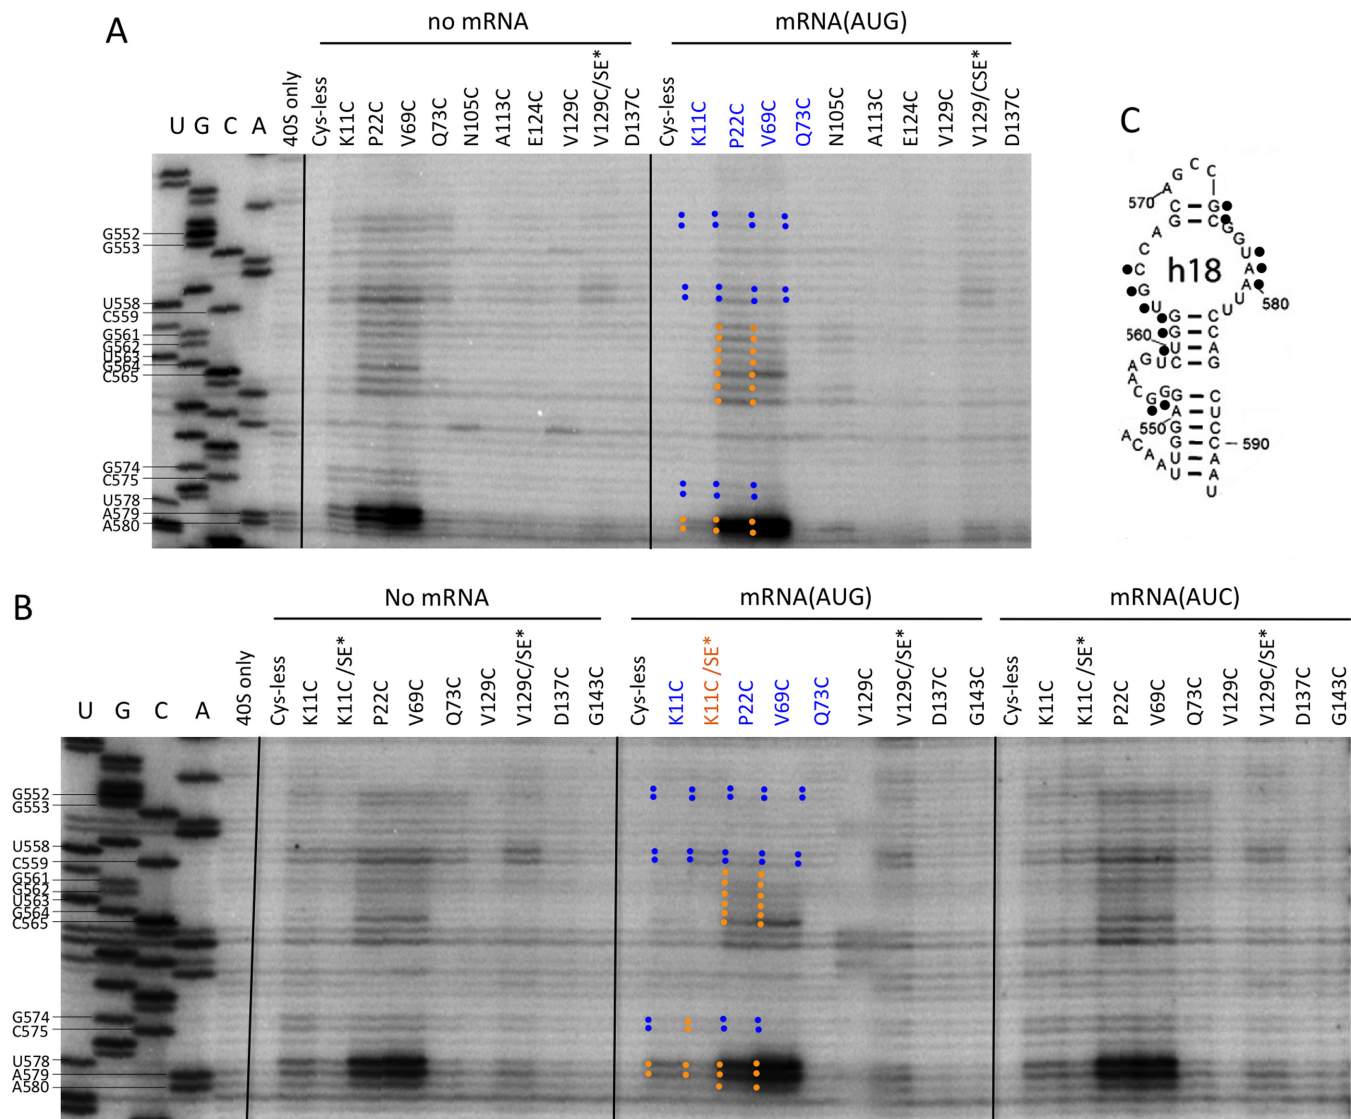 A
no mRNA
mRNA(AUG)
U G C A
40S only
Cys-less
K11C
P22C
V69C
Q73C
N105C
A113C
E124C
V129C
V129C/SE*
D137C
Cys-less
K11C
P22C
V69C
Q73C
N105C
A113C
E124C
V129C
V129/CSE*
D137C
G552
G553
U558
C559
G561
G562
U563
G564
C565
G574
C575
U578
A579
A580
C
A G C C
570
G C
G C
A G
C G
C U
G A
U A
580
h18
U
U
G C
560
G C
U A
C G
U
G
A
A
C
G
G
G C
A U
550
G C
G C
590
U A
U A
A
A
C
A
U
B
No mRNA
mRNA(AUG)
mRNA(AUC)
U G C A
40S only
Cys-less
K11C
K11C /SE*
P22C
V69C
Q73C
V129C
V129C/SE*
D137C
G143C
Cys-less
K11C
K11C /SE*
P22C
V69C
Q73C
V129C
V129C/SE*
D137C
G143C
Cys-less
K11C
K11C /SE*
P22C
V69C
Q73C
V129C
V129C/SE*
D137C
G143C
G552
G553
U558
C559
G561
G562
U563
G564
C565
G574
C575
U578
A579
A580